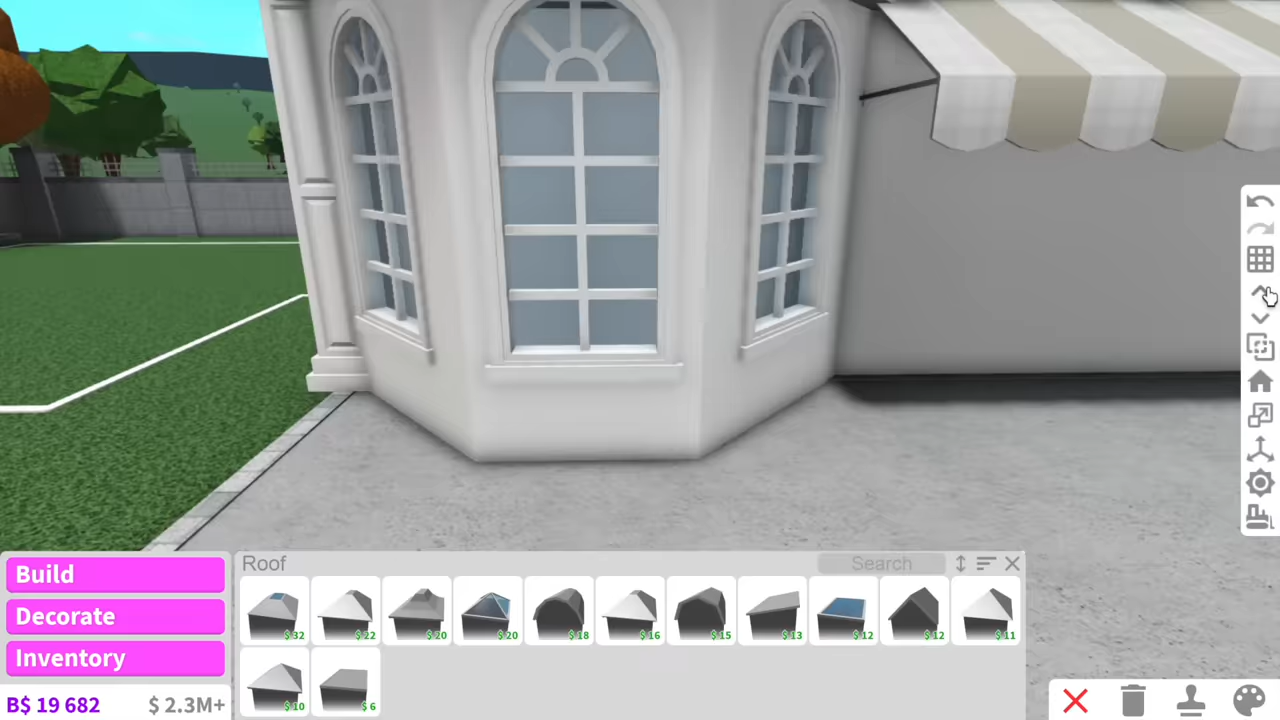 Roof
Search
$32
$22
$20
$20
$18
$16
$15
$13
$12
$12
$11
$10
$6
Build
Decorate
Inventory
B$ 19 682
$ 2.3M+